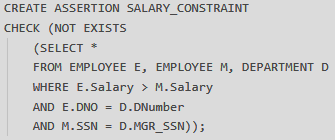 CREATE ASSERTION SALARY_CONSTRAINT
CHECK (NOT EXISTS
(SELECT *
FROM EMPLOYEE E, EMPLOYEE M, DEPARTMENT D
WHERE E.Salary > M.Salary
AND E.DNO = D.DNumber
AND M.SSN = D.MGR_SSN));